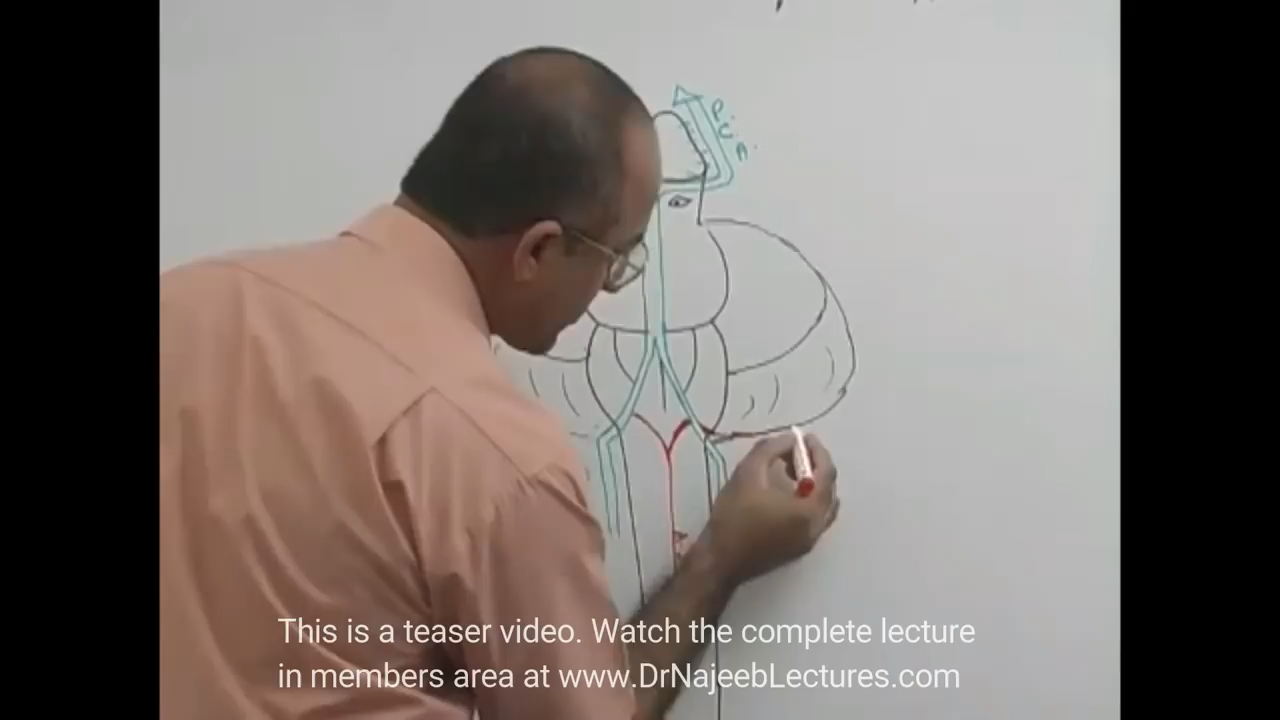 P.
C.
A.
This is a teaser video. Watch the complete lecture
in members area at www.DrNajeebLectures.com